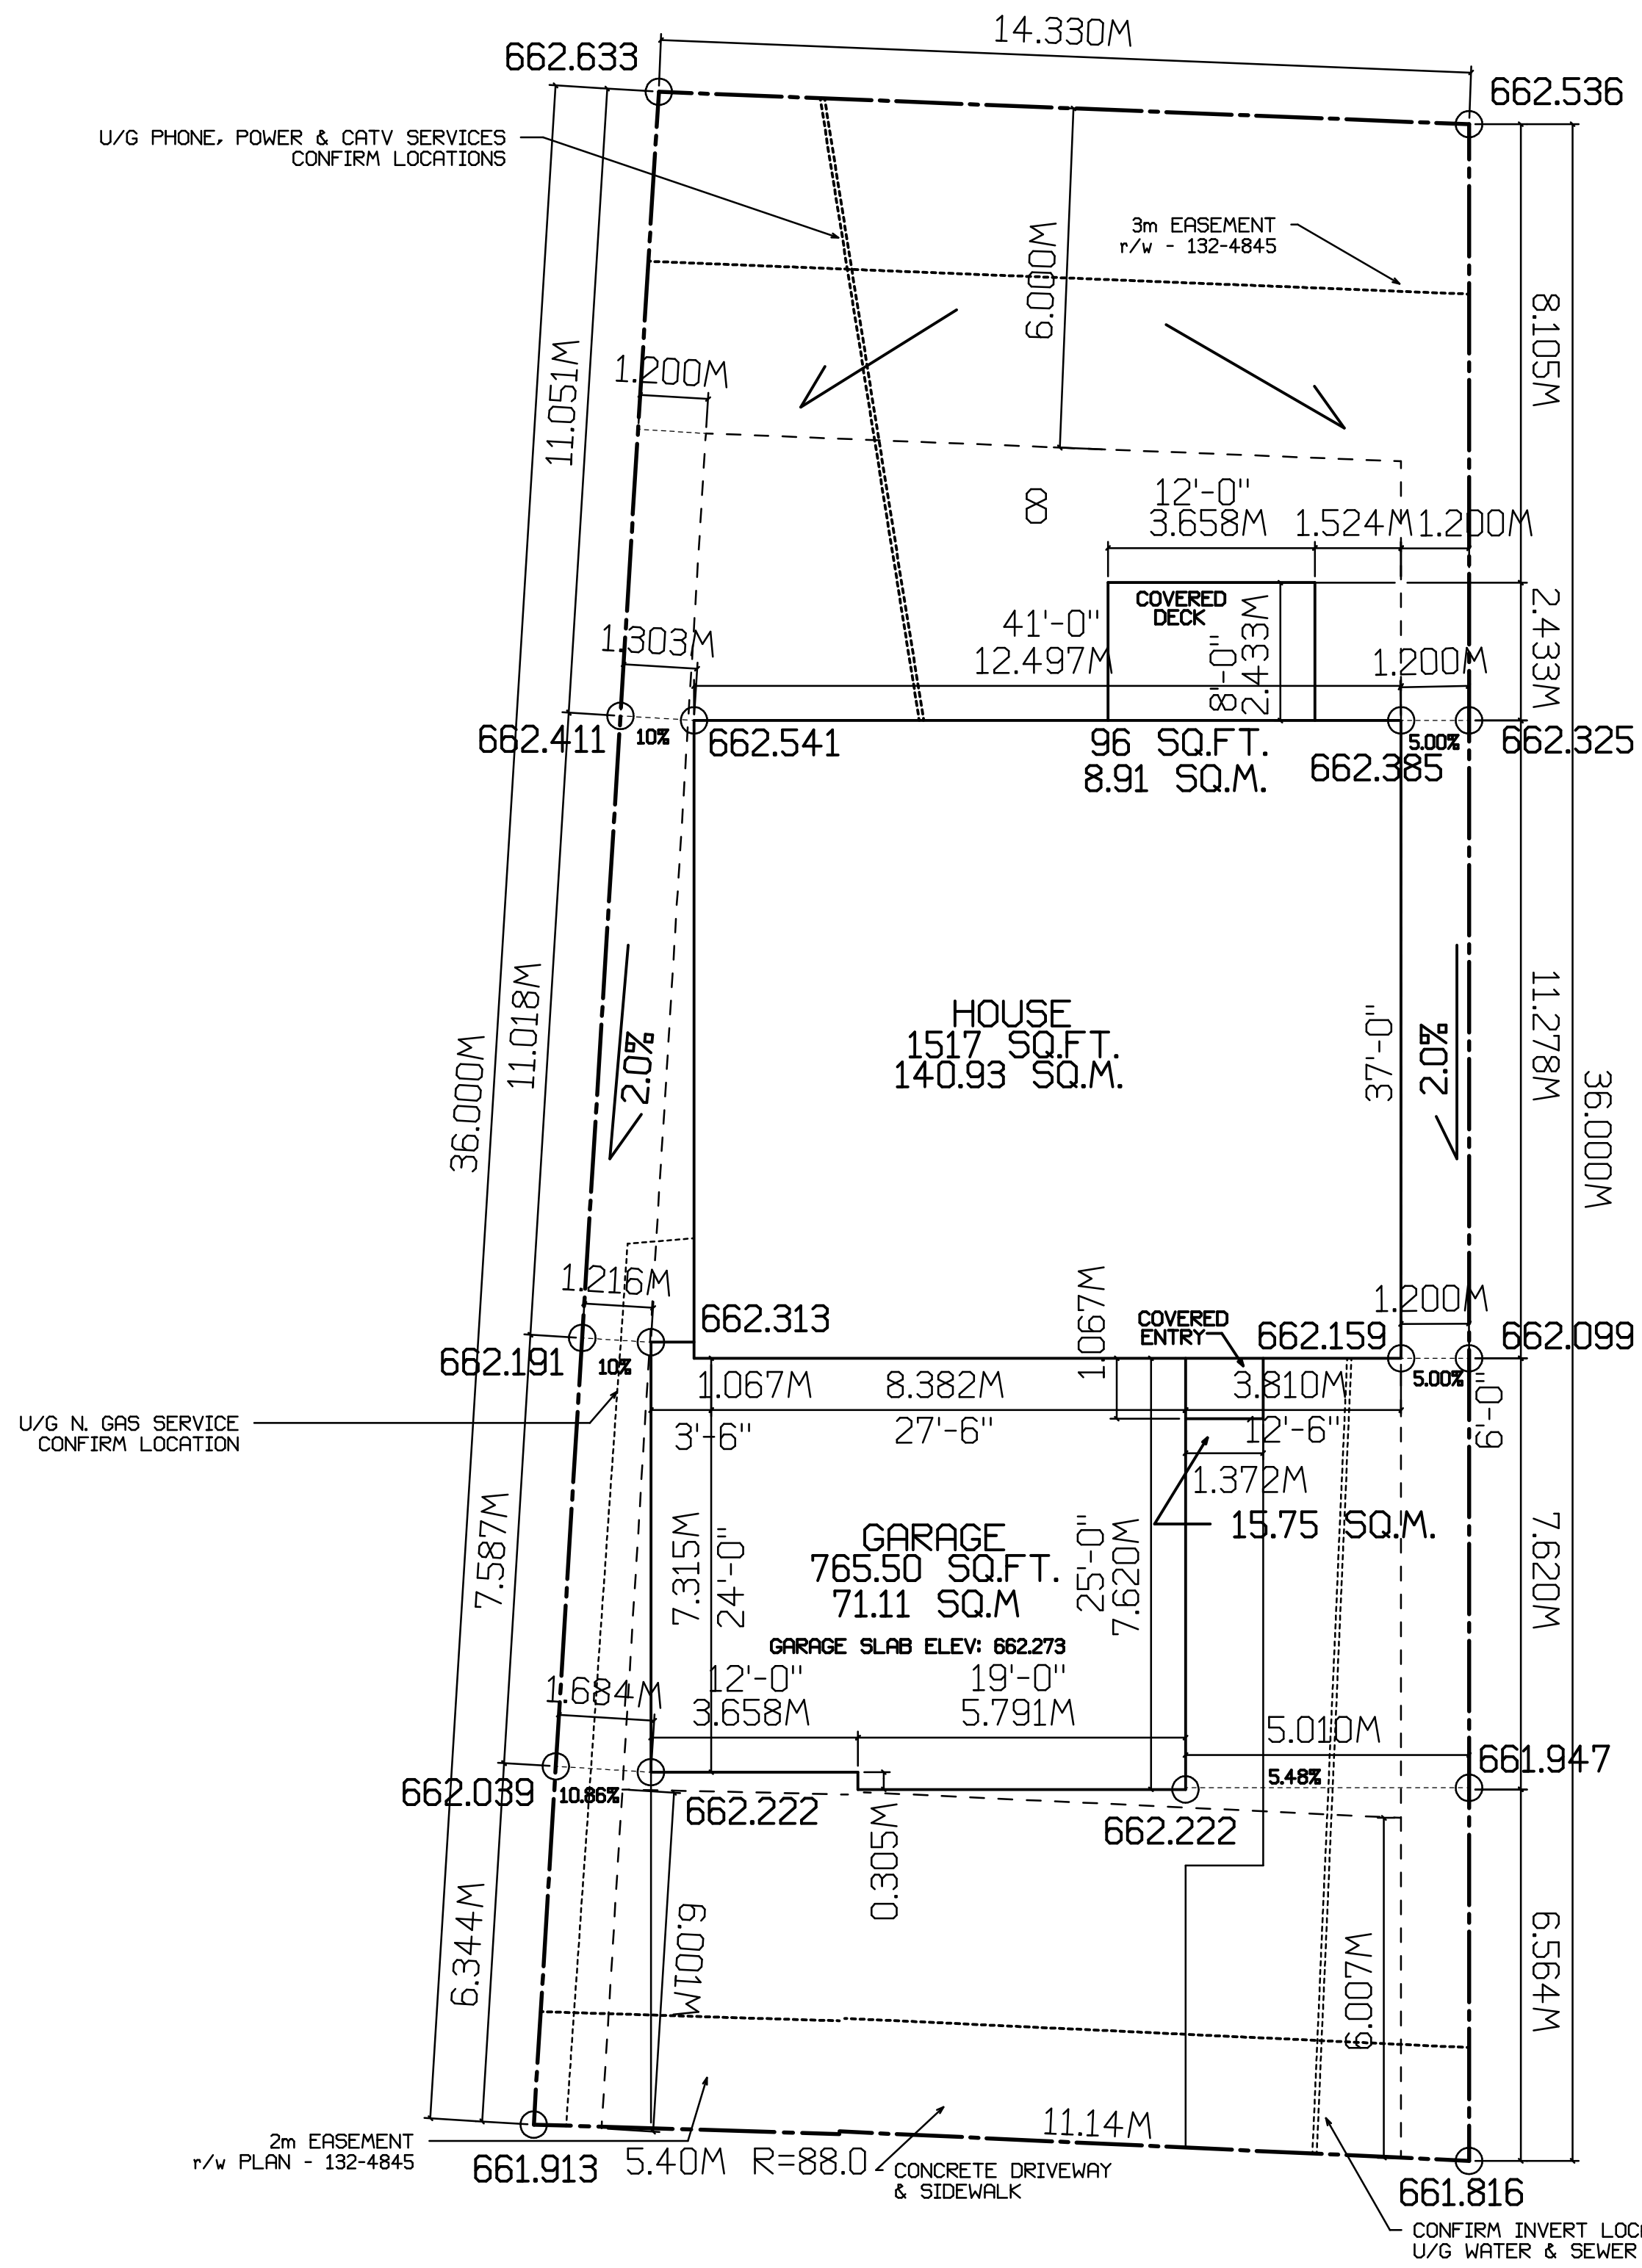 14.330M
662.633
662.536
U/G PHONE, POWER & CATV SERVICES
CONFIRM LOCATIONS
3m EASEMENT
r/w - 132-4845
6.000M
8.105M
11.051M
1.200M
8
12'-0"
3.658M
1.524M
1.200M
COVERED
DECK
41'-0"
12.497M
8'-0"
2.433M
2.433M
1.303M
1.200M
662.411
10%
662.541
96 SQ.FT.
8.91 SQ.M.
662.385
5.00%
662.325
HOUSE
1517 SQ.FT.
140.93 SQ.M.
36.000M
11.018M
2.0%
37'-0"
2.0%
11.278M
36.000M
1.216M
662.313
1.067M
COVERED
ENTRY
1.200M
662.159
662.099
662.191
10%
5.00%
1.067M
8.382M
3.810M
3'-6"
27'-6"
12'-6"
-0-,6
U/G N. GAS SERVICE
CONFIRM LOCATION
1.372M
15.75 SQ.M.
7.587M
7.315M
24'-0"
GARAGE
765.50 SQ.FT.
71.11 SQ.M
25'-0"
7.620M
7.620M
GARAGE SLAB ELEV: 662.273
12'-0"
3.658M
19'-0"
5.791M
1.684M
5.010M
661.947
662.039
10.86%
5.48%
662.222
662.222
0.305M
6.344M
6.001M
6.007M
6.564M
11.14M
2m EASEMENT
r/w PLAN - 132-4845
661.913
5.40M R=88.0
CONCRETE DRIVEWAY
& SIDEWALK
661.816
CONFIRM INVERT
U/G WATER & SEWER